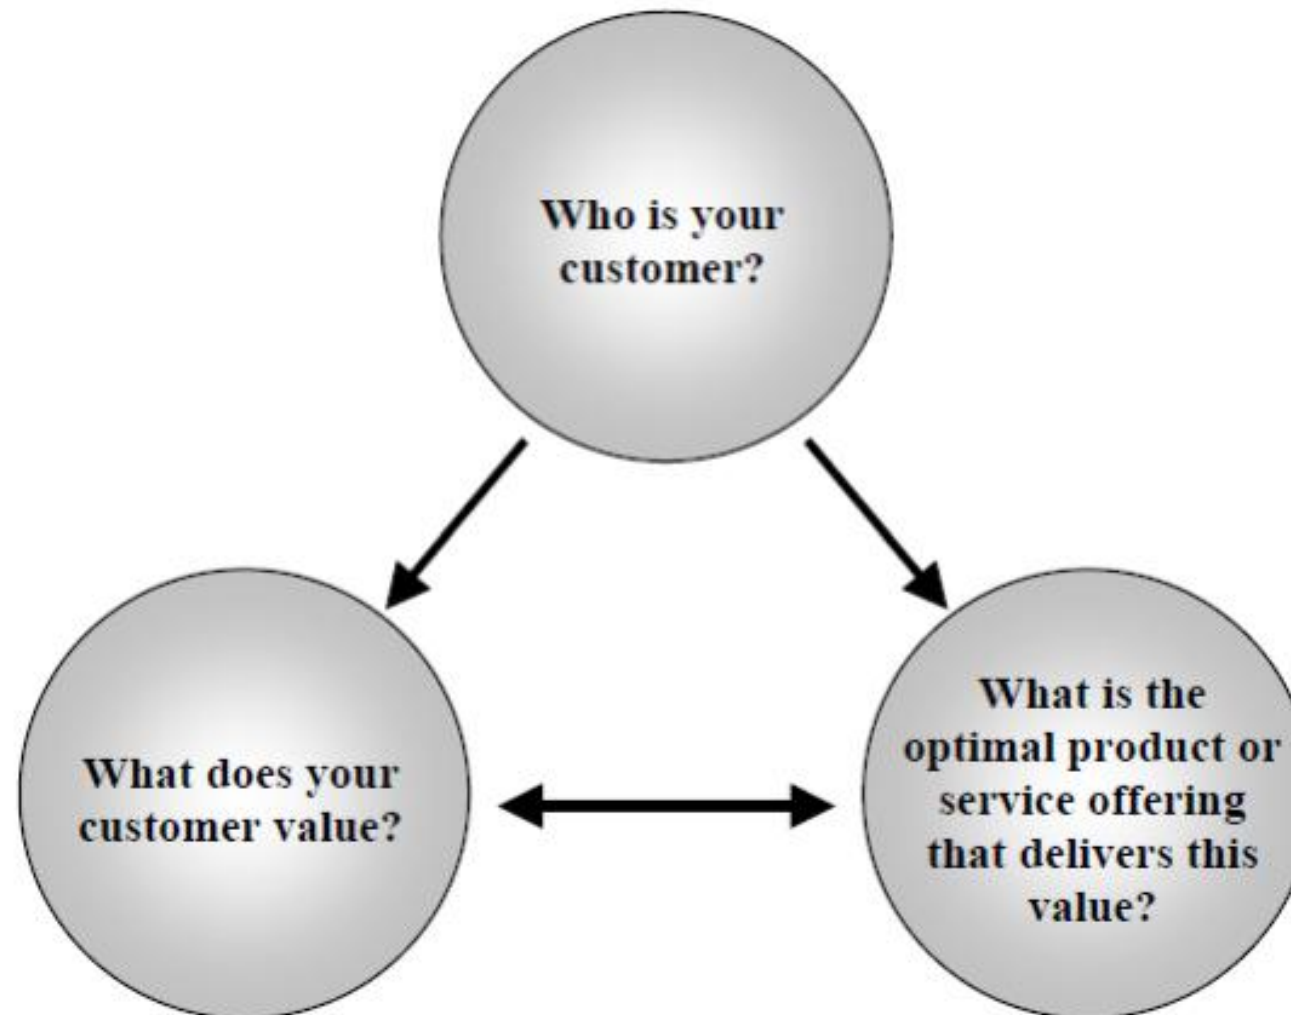 Who is your
customer?
What does your
customer value?
What is the
optimal product or
service offering
that delivers this
value?